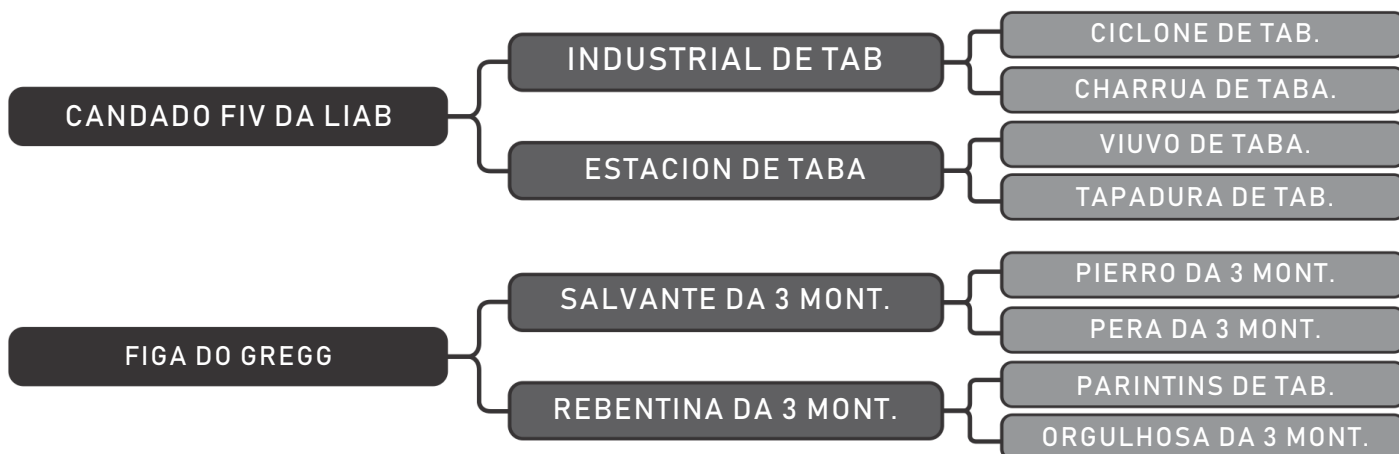 CANDADO FIV DA LIAB
INDUSTRIAL DE TAB
CICLONE DE TAB.
CHARRUA DE TABA.
ESTACION DE TABA
VIUVO DE TABA.
TAPADURA DE TAB.
FIGA DO GREGG
SALVANTE DA 3 MONT.
PIERRO DA 3 MONT.
PERA DA 3 MONT.
REBENTINA DA 3 MONT.
PARINTINS DE TAB.
ORGULHOSA DA 3 MONT.